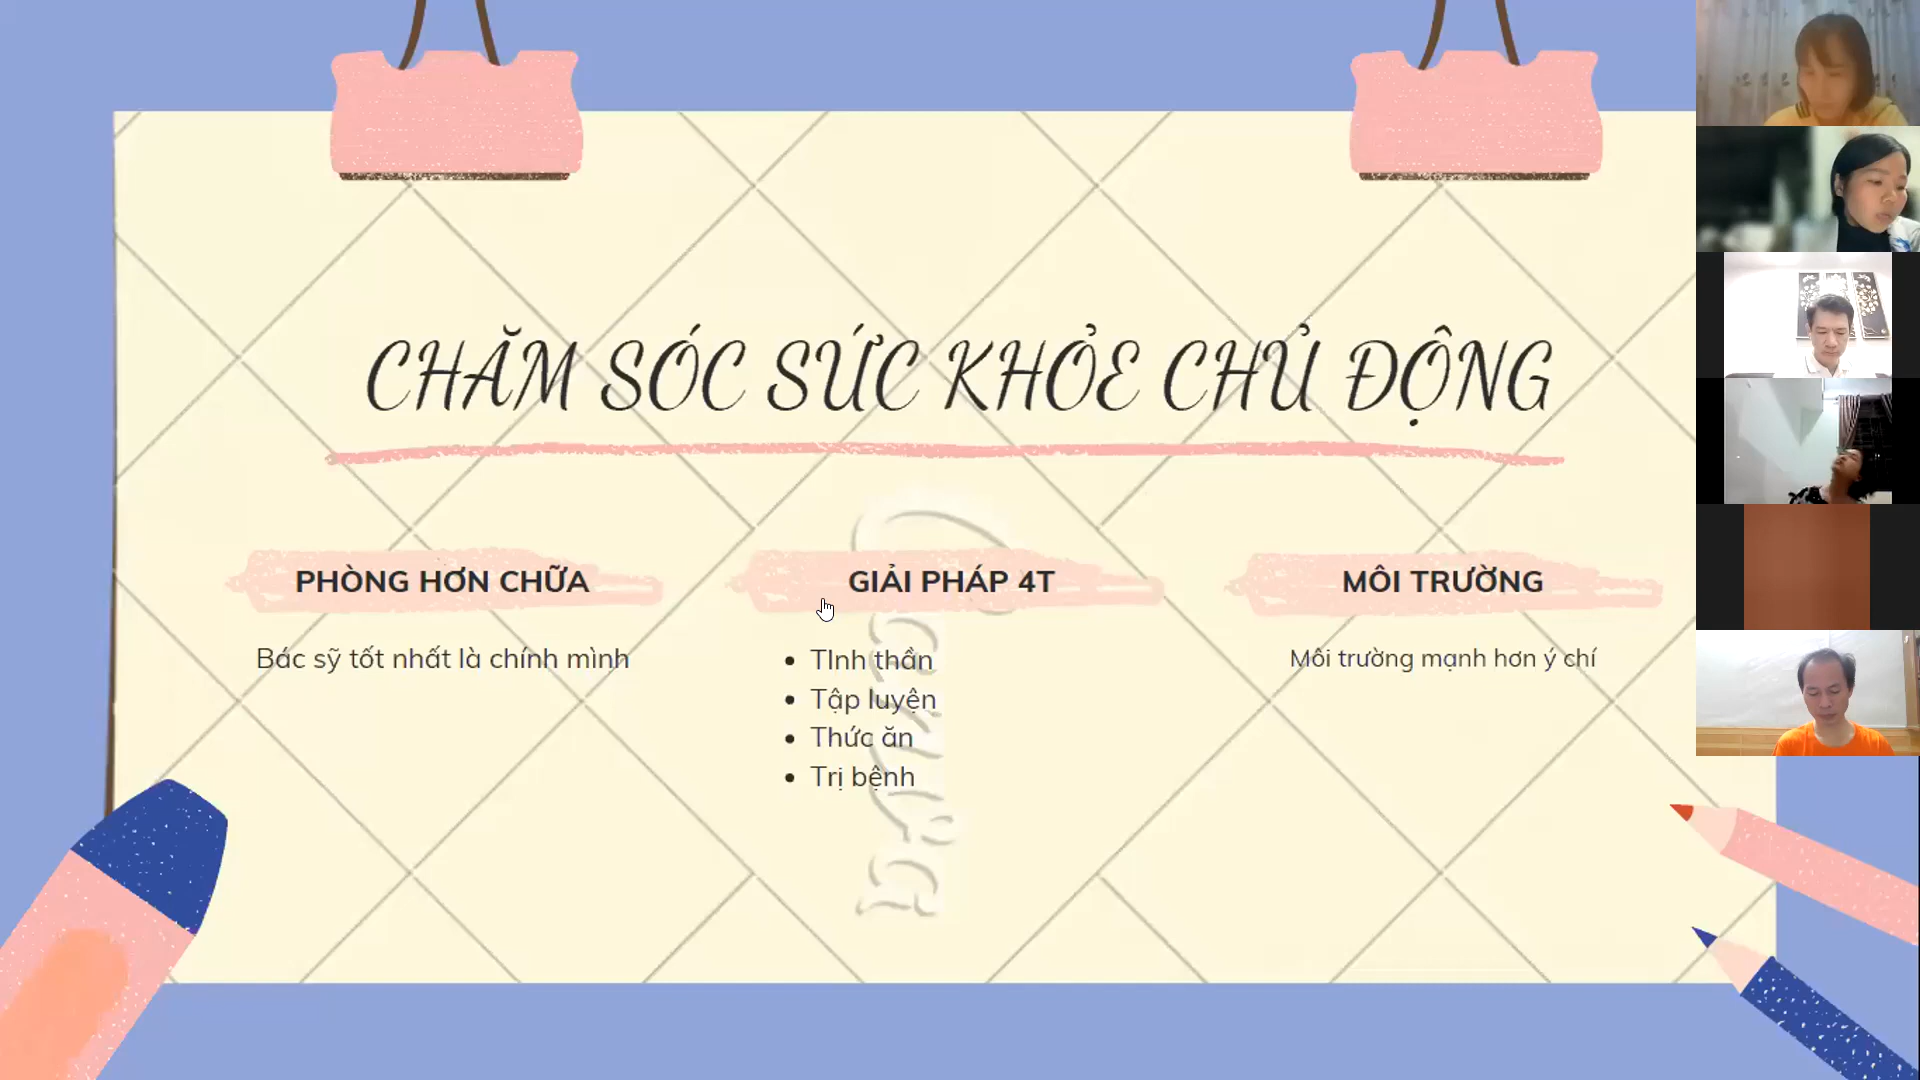 CHĂM SÓC SỨC KHỎE CHỦ ĐỘNG
PHÒNG HƠN CHỮA
Bác sỹ tốt nhất là chính mình
GIẢI PHÁP 4T
TInh thần
Tập luyện
Thức ăn
Trị bệnh
MÔI TRƯỜNG
Môi trường mạnh hơn ý chí